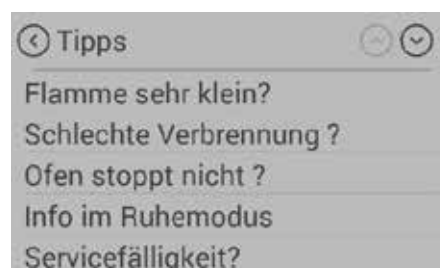 Tipps
Flamme sehr klein?
Schlechte Verbrennung ?
Ofen stoppt nicht ?
Info im Ruhemodus
Servicefälligkeit?